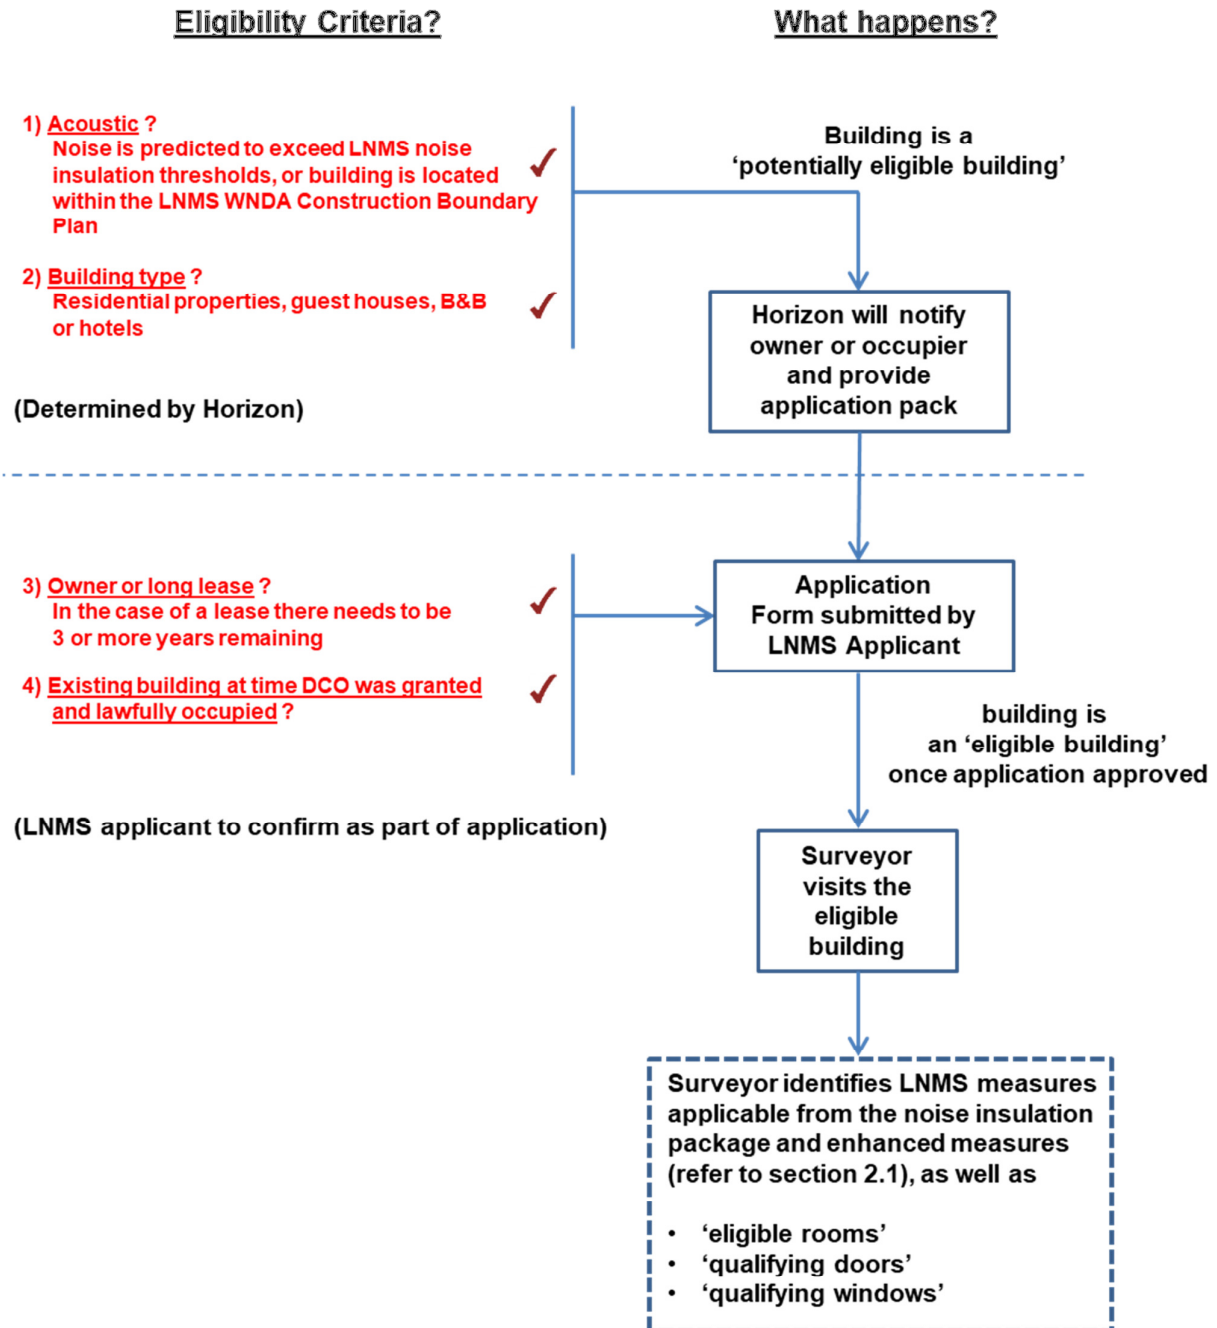 Eligibility Criteria?
What happens?
1) Acoustic ?
Noise is predicted to exceed LNMS noise
insulation thresholds, or building is located
within the LNMS WNDA Construction Boundary
Plan
2) Building type ?
Residential properties, guest houses, B&B
or hotels
(Determined by Horizon)
Building is a
‘potentially eligible building’
Horizon will notify
owner or occupier
and provide
application pack
3) Owner or long lease ?
In the case of a lease there needs to be
3 or more years remaining
4) Existing building at time DCO was granted
and lawfully occupied ?
(LNMS applicant to confirm as part of application)
Application
Form submitted by
LNMS Applicant
building is
an ‘eligible building’
once application approved
Surveyor
visits the
eligible
building
Surveyor identifies LNMS measures
applicable from the noise insulation
package and enhanced measures
(refer to section 2.1), as well as
• ‘eligible rooms’
• ‘qualifying doors’
• ‘qualifying windows’